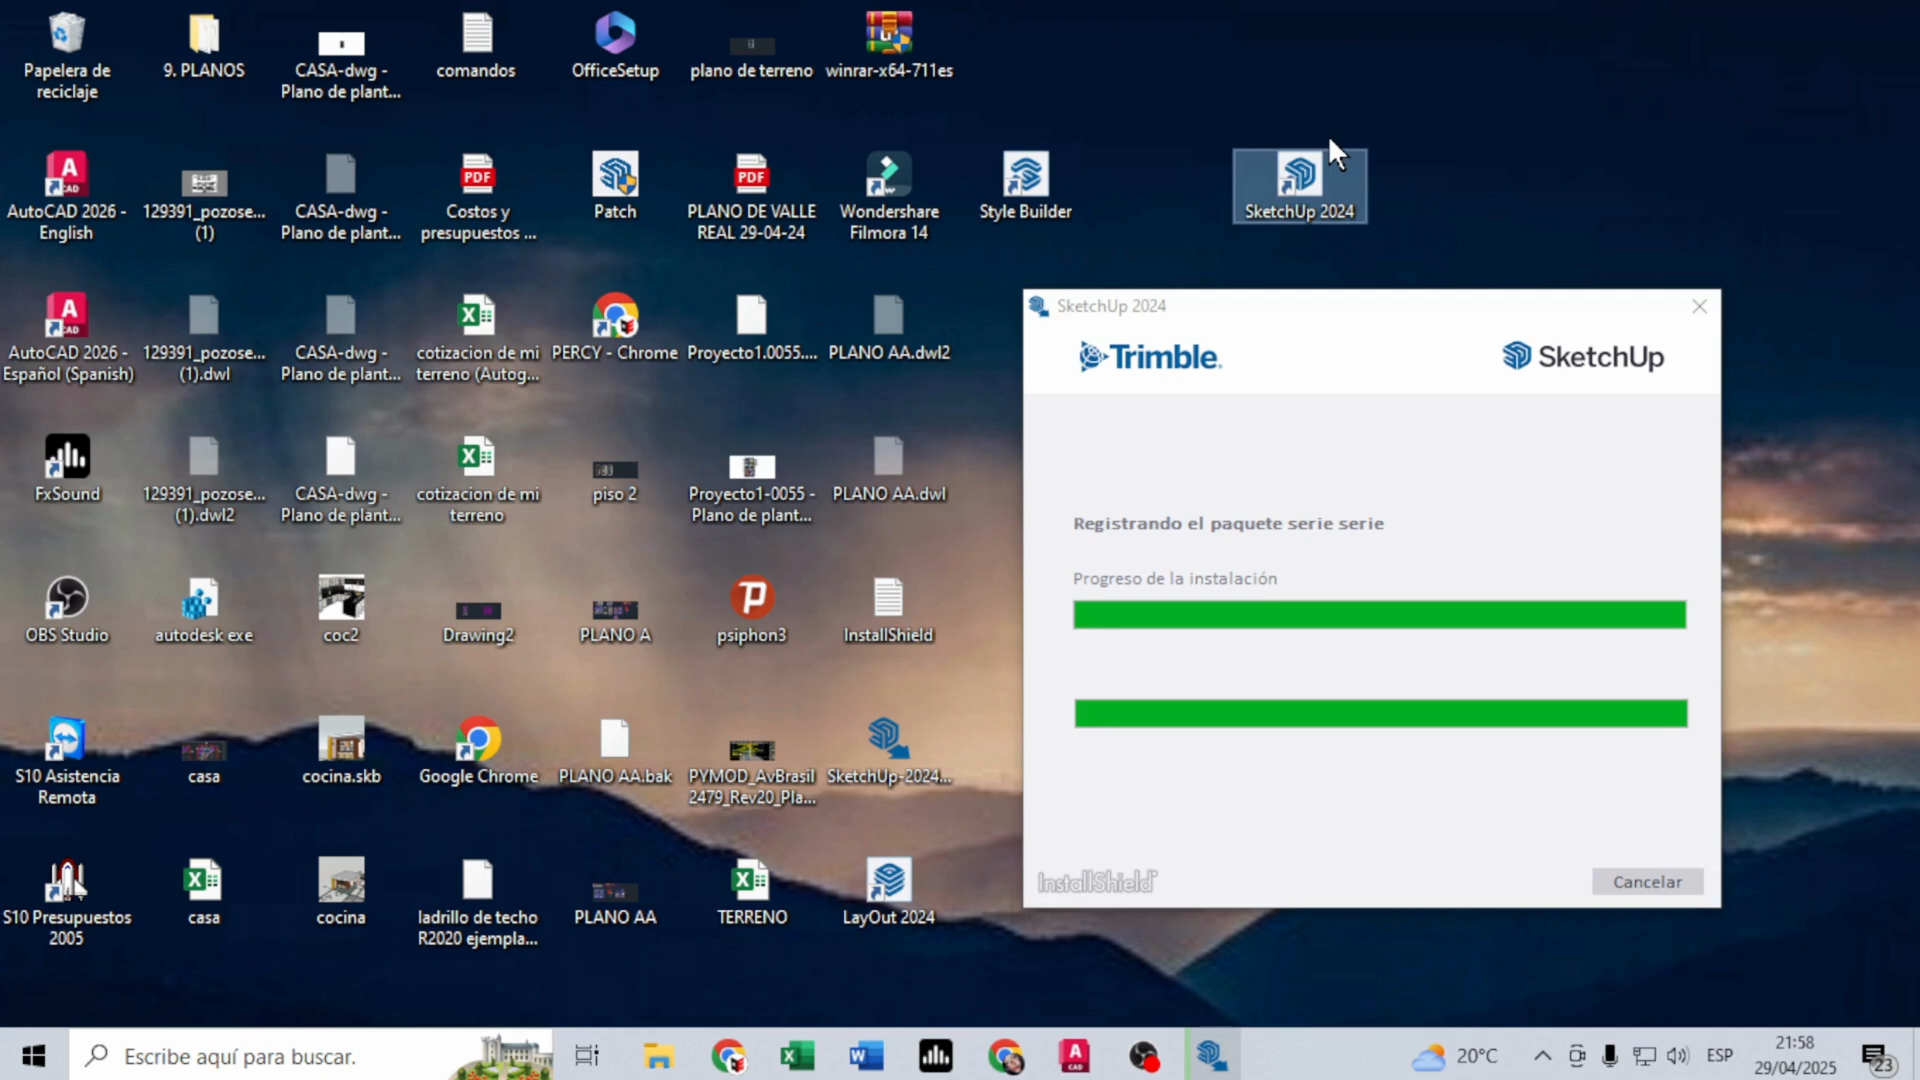 Papelera de
reciclaje
9. PLANOS
CASA-dwg -
Plano de plant...
comandos
OfficeSetup
plano de terreno
winrar-x64-711es
AutoCAD 2026 -
English
129391_pozose...
(1)
CASA-dwg -
Plano de plant...
PDF
Costos y
presupuestos ...
Patch
PDF
PLANO DE VALLE
REAL 29-04-24
Wondershare
Filmora 14
Style Builder
SketchUp 2024
AutoCAD 2026 -
Español (Spanish)
129391_pozose...
(1).dwl
CASA-dwg -
Plano de plant...
cotizacion de mi
terreno (Autog...
PERCY - Chrome
Proyecto1.0055....
PLANO AA.dwl2
FxSound
129391_pozose...
(1).dwl2
CASA-dwg -
Plano de plant...
cotizacion de mi
terreno
piso 2
Proyecto1-0055 -
Plano de plant...
PLANO AA.dwl
OBS Studio
autodesk exe
coc2
Drawing2
PLANO A
psiphon3
InstallShield
S10 Asistencia
Remota
casa
cocina.skb
Google Chrome
PLANO AA.bak
PYMOD_AvBrasil
2479_Rev20_Pla...
SketchUp-2024...
S10 Presupuestos
2005
casa
cocina
ladrillo de techo
R2020 ejempla...
PLANO AA
TERRENO
LayOut 2024
SketchUp 2024
Trimble.
SketchUp
Registrando el paquete serie serie
Progreso de la instalación
InstallShield
Cancelar
Escribe aquí para buscar.
20°C
ESP
21:58
29/04/2025
23